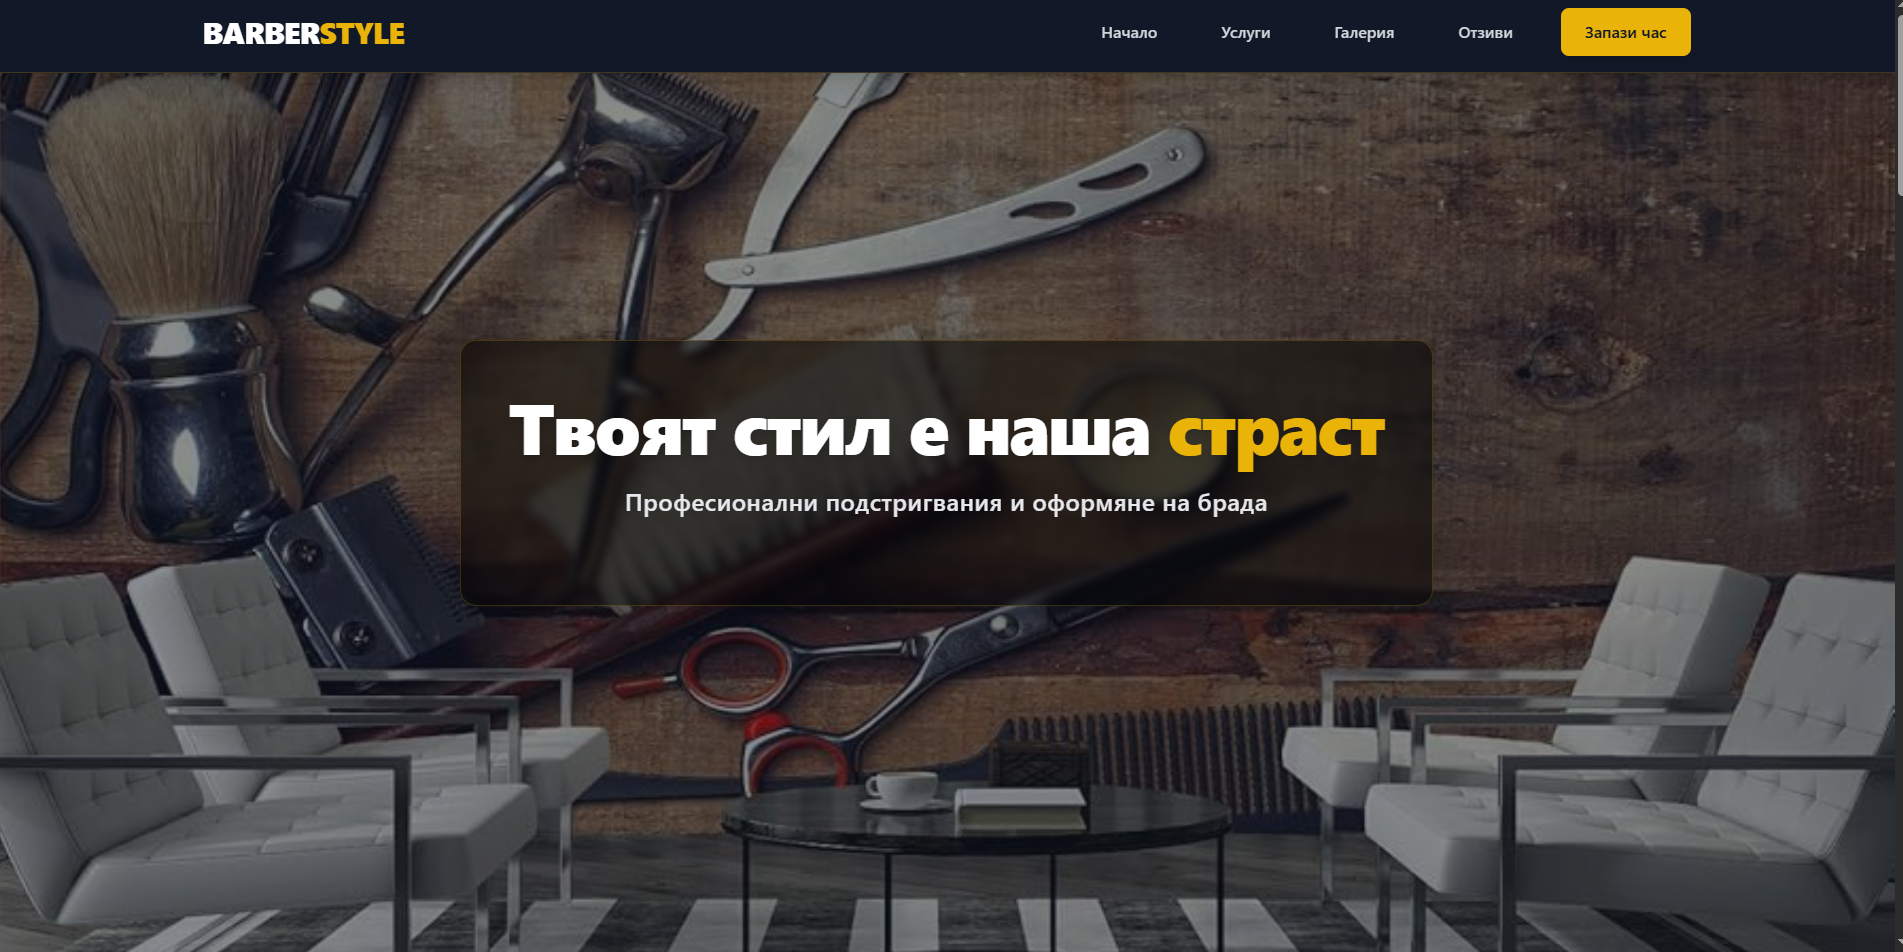 BARBERSTYLE
Начало
Услуги
Галерия
Отзиви
Запази час
Твоят стил е наша страст
Професионални подстригвания и оформяне на брада